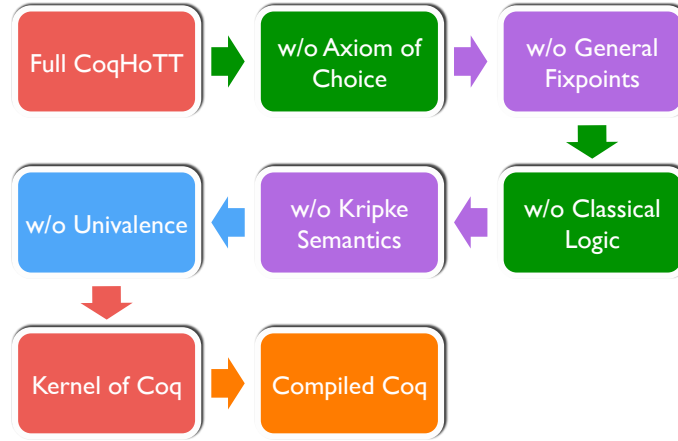 Full CoqHoTT
w/o Axiom of
Choice
w/o General
Fixpoints
w/o Univalence
w/o Kripke
Semantics
w/o Classical
Logic
Kernel of Coq
Compiled Coq